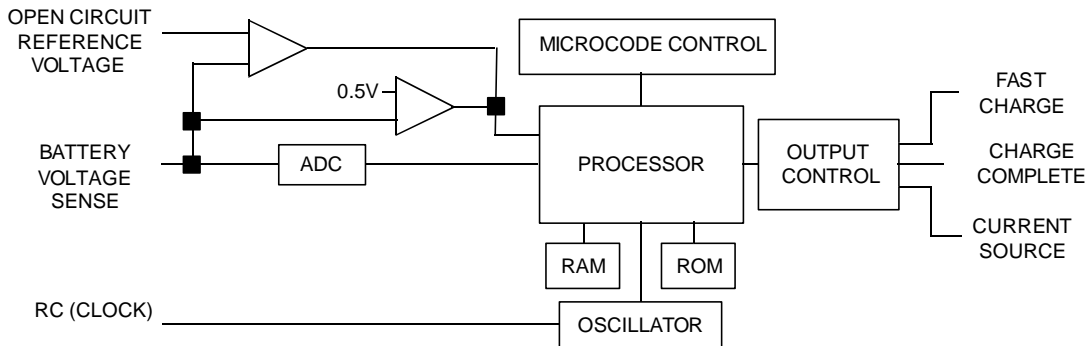 OPEN CIRCUIT
REFERENCE
VOLTAGE
MICROCODE CONTROL
0.5V
FAST
CHARGE
BATTERY
VOLTAGE
SENSE
ADC
PROCESSOR
OUTPUT
CONTROL
CHARGE
COMPLETE
CURRENT
SOURCE
RAM
ROM
RC (CLOCK)
OSCILLATOR